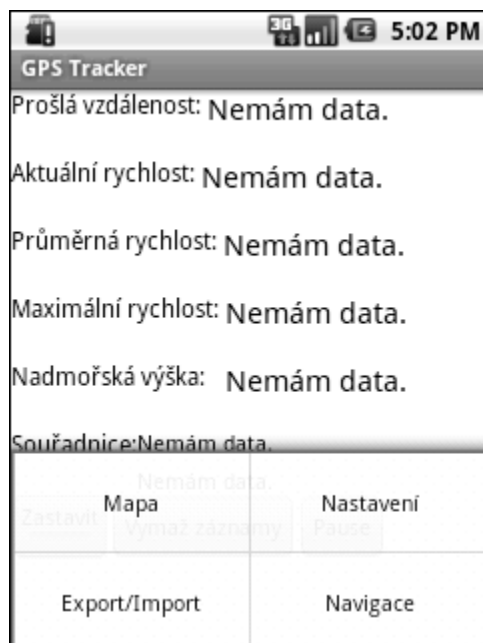 3G 5:02 PM
GPS Tracker
Prošlá vzdálenost: Nemám data.
Aktuální rychlost: Nemám data.
Průměrná rychlost: Nemám data.
Maximální rychlost: Nemám data.
Nadmořská výška: Nemám data.
Souřadnice:Nemám data.
Nemám data.
Mapa Nastavení
Zastavit Vymaž záznamy Pause
Export/Import Navigace